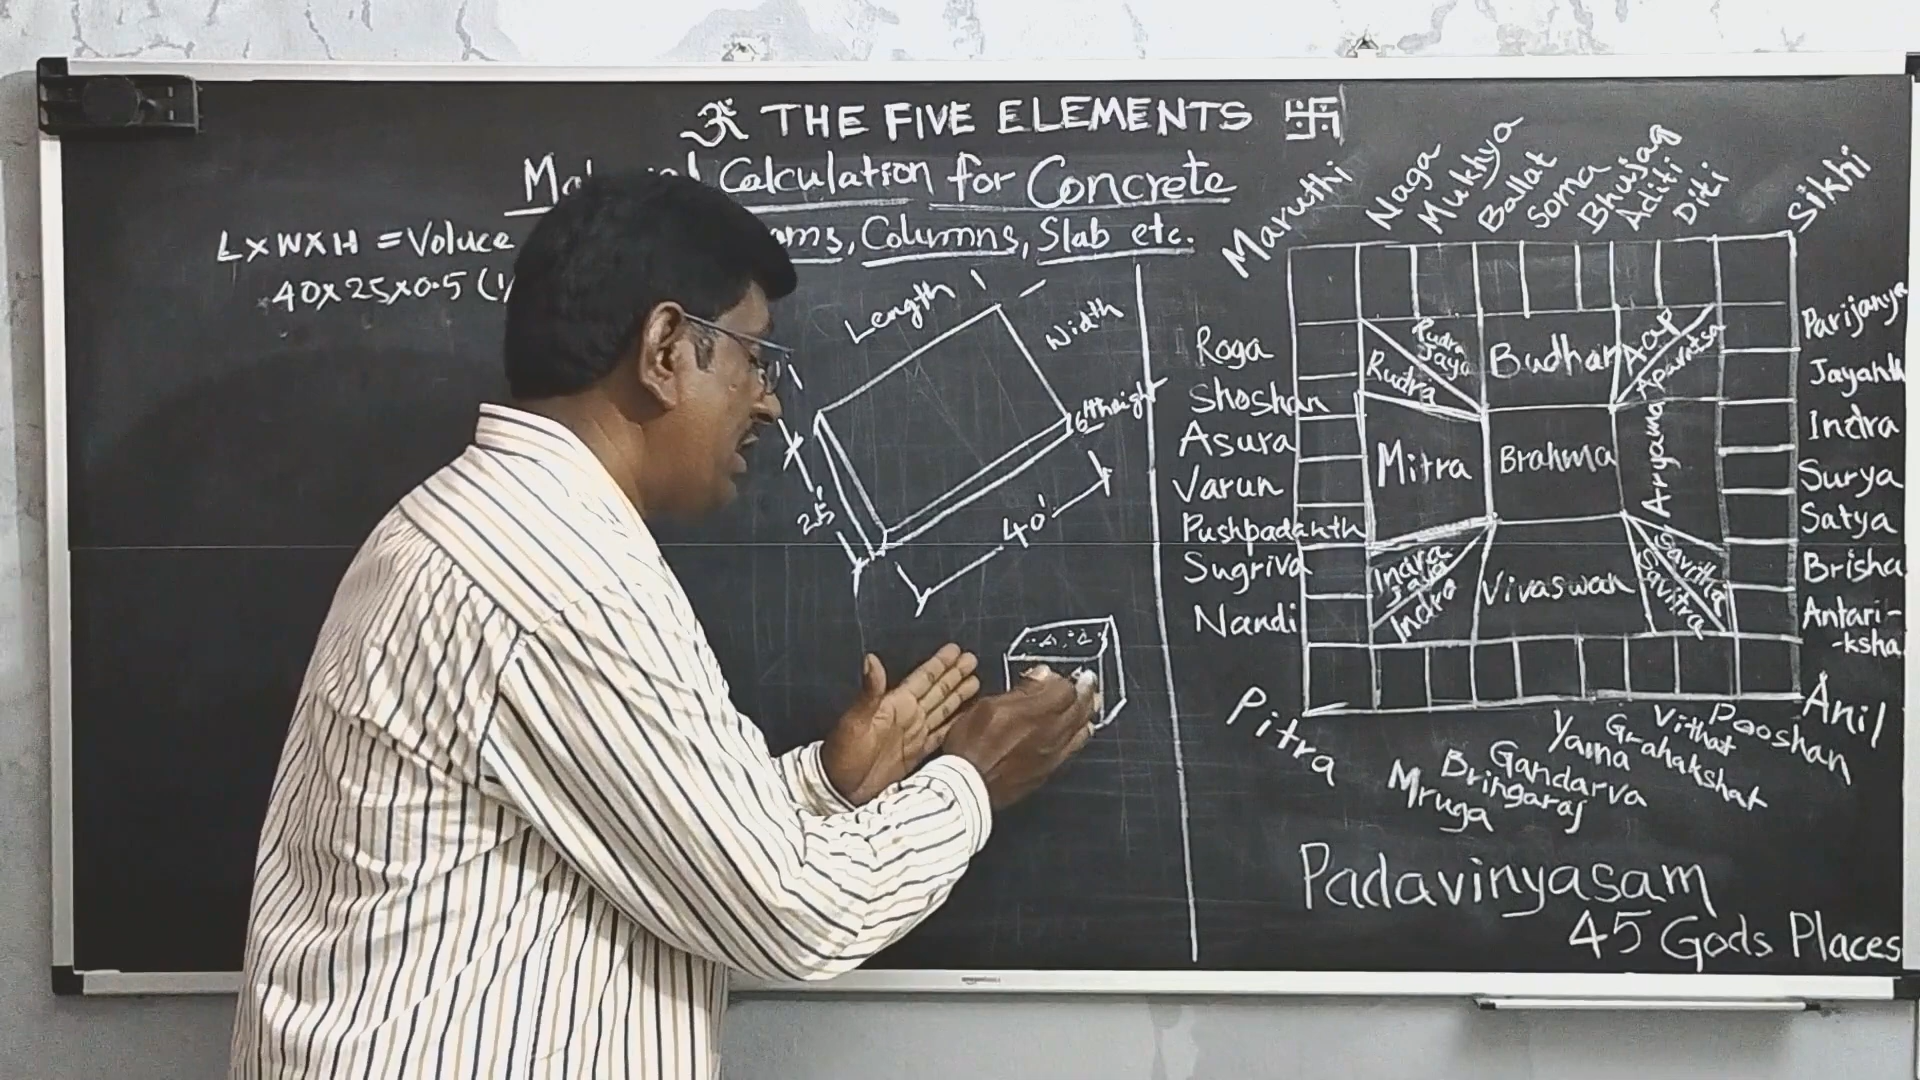 ॐ THE FIVE ELEMENTS 卐
Calculation for Concrete
L×W×H = Voluce
Columns, Slab etc.
40×25×0.5
Length
Width
6" height
25'
40'
Maruthi
Naga
Mukhya
Ballat
Soma
Bhujag
Aditi
Diti
Sikhi
Roga
Shoshan
Asura
Varun
Pushpadanth
Sugriva
Nandi
Rudra
Jaya
Rudra
Budhar
Aap
Apavatsa
Mitra
Brahma
Aryama
Indra
Jaya
Indra
Vivaswan
Savitha
Savitra
Parijanya
Jayanth
Indra
Surya
Satya
Brisha
Antari-
-ksha
Anil
Pitra
Mruga
Bringaraj
Gandarva
Yama
Grahakshat
Vithat
Pooshan
Padavinyasam
45 Gods Places